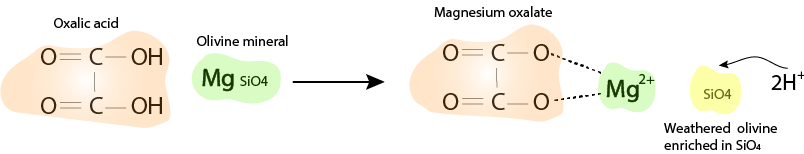 Oxalic acid
O=C–OH
O=C–OH
Olivine mineral
Mg SiO4
Magnesium oxalate
O=C–O
O=C–O
Mg2+
SiO4
2H+
Weathered olivine
enriched in SiO₄